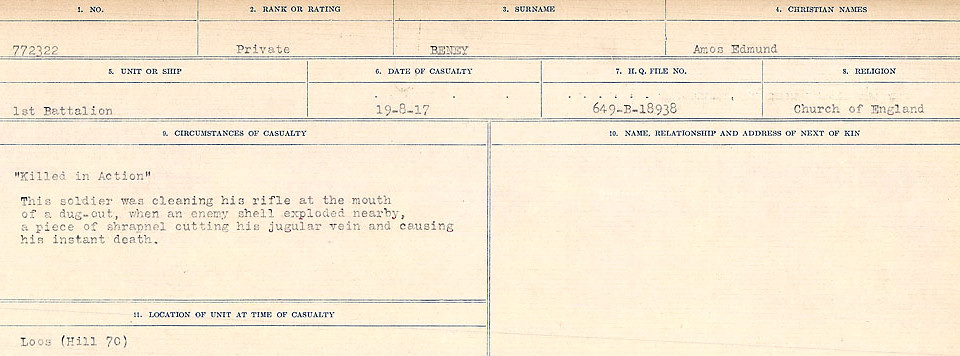 1. NO.
2. RANK OR RATING
3. SURNAME
4. CHRISTIAN NAMES
772322
Private
BENEY
Amos Edmund
5. UNIT OR SHIP
6. DATE OF CASUALTY
7. H. Q. FILE NO.
8. RELIGION
1st Battalion
19-8-17
649-B-18938
Church of England
9. CIRCUMSTANCES OF CASUALTY
10. NAME, RELATIONSHIP AND ADDRESS OF NEXT OF KIN
"Killed in Action"
This soldier was cleaning his rifle at the mouth
of a dug-out, when an enemy shell exploded nearby,
a piece of shrapnel cutting his jugular vein and causing
his instant death.
11. LOCATION OF UNIT AT TIME OF CASUALTY
Loos (Hill 70)